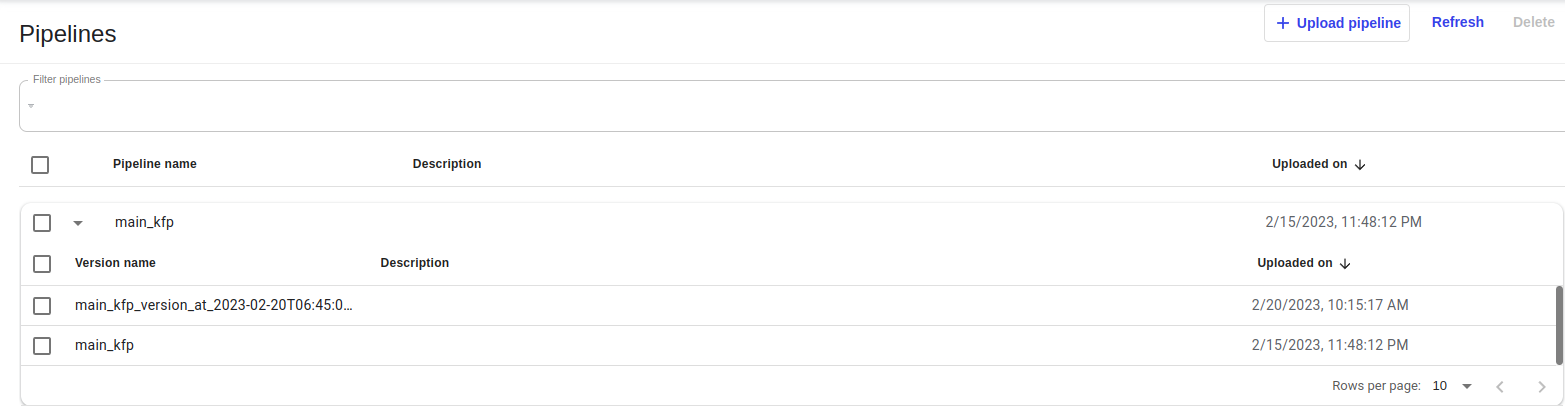 Pipelines
+ Upload pipeline Refresh Delete
Filter pipelines
Pipeline name Description Uploaded on ↓
main_kfp 2/15/2023, 11:48:12 PM
Version name Description Uploaded on ↓
main_kfp_version_at_2023-02-20T06:45:0... 2/20/2023, 10:15:17 AM
main_kfp 2/15/2023, 11:48:12 PM
Rows per page: 10